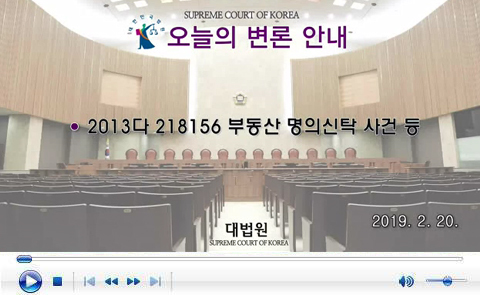 SUPREME COURT OF KOREA
오늘의 변론 안내
2013다 218156 부동산 명의신탁 사건 등
대법원
SUPREME COURT OF KOREA
2019. 2. 20.